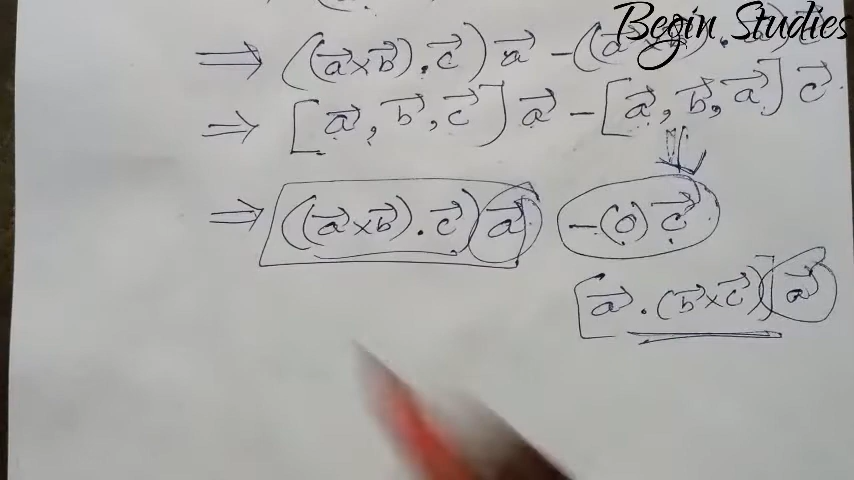 Begin Studies
⇒ ((a⃗×b⃗).c⃗) a⃗ -((a⃗×b⃗).a⃗) c⃗
⇒ [a⃗, b⃗, c⃗] a⃗ - [a⃗, b⃗, a⃗] c⃗
⇓
⇒ ((a⃗×b⃗).c⃗) a⃗ -(0) c⃗
[a⃗.(b⃗×c⃗)] a⃗